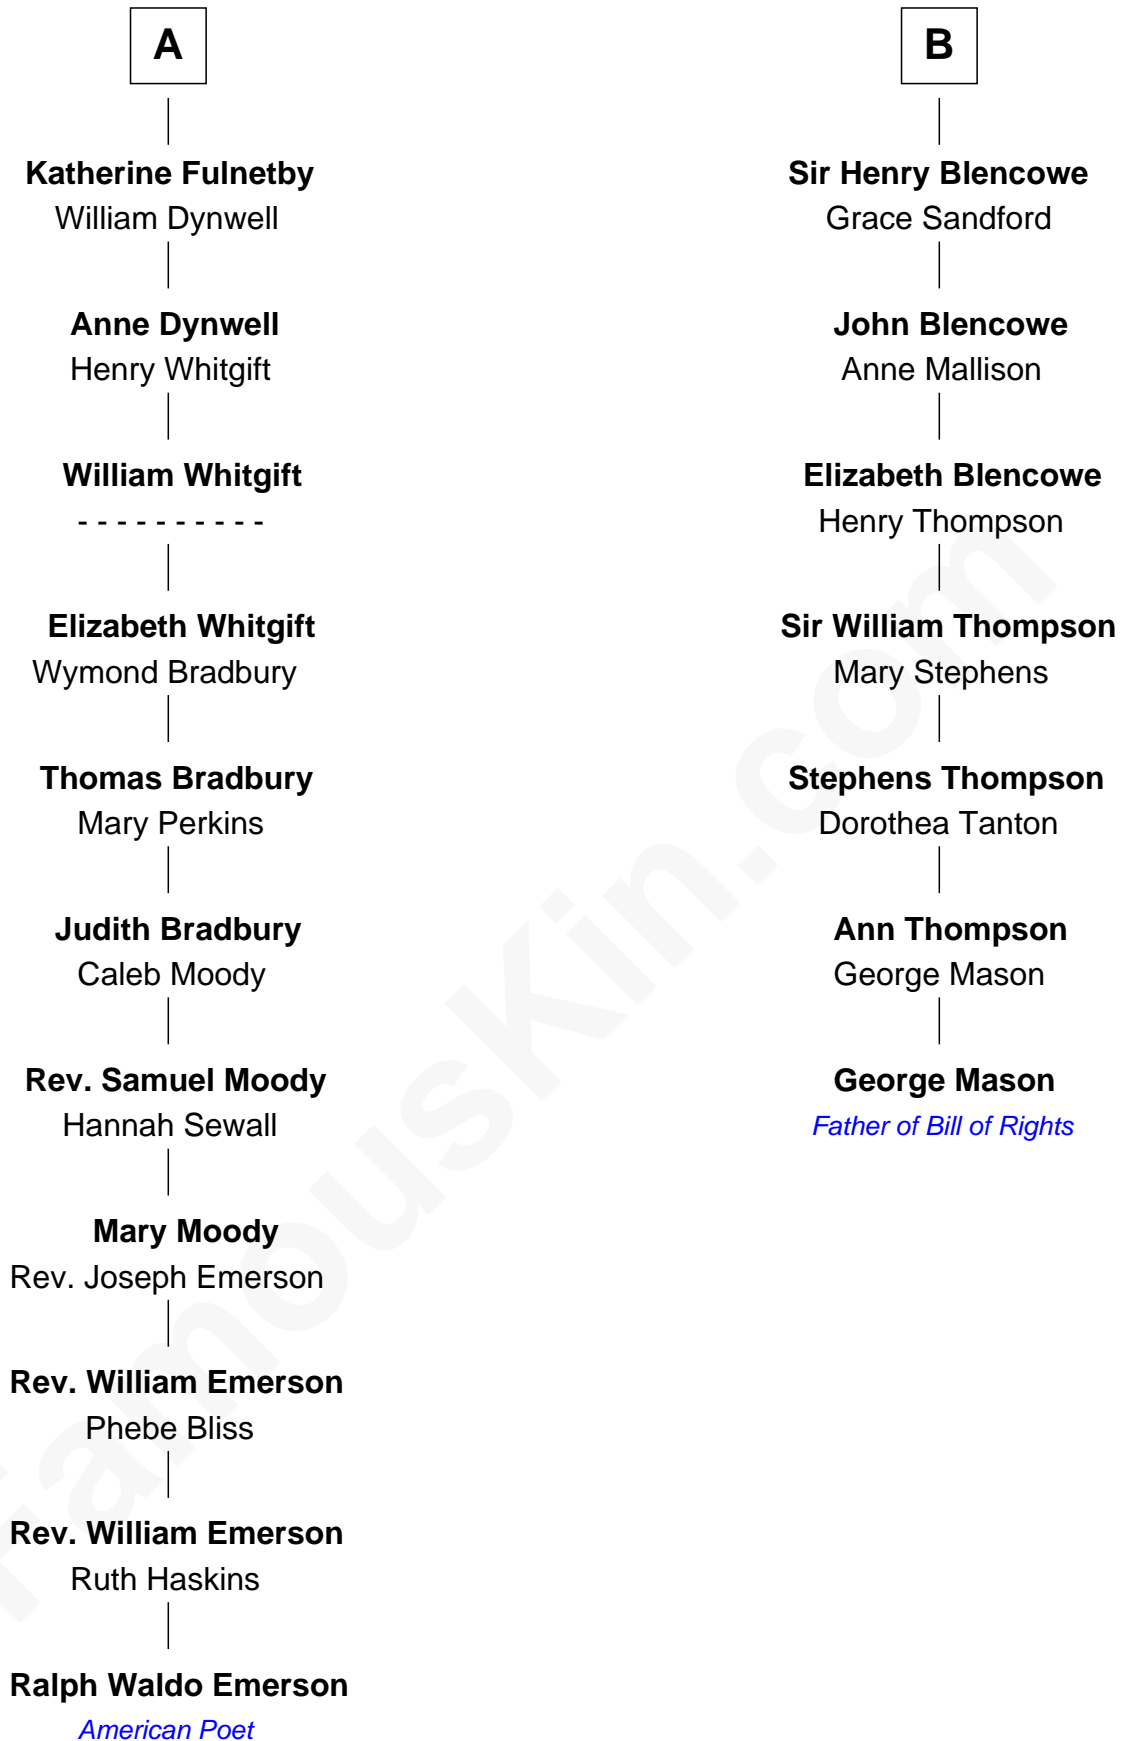 A
Katherine Fulnetby
William Dynwell
Anne Dynwell
Henry Whitgift
William Whitgift
- - - - - - - - - -
Elizabeth Whitgift
Wymond Bradbury
Thomas Bradbury
Mary Perkins
Judith Bradbury
Caleb Moody
Rev. Samuel Moody
Hannah Sewall
Mary Moody
Rev. Joseph Emerson
Rev. William Emerson
Phebe Bliss
Rev. William Emerson
Ruth Haskins
Ralph Waldo Emerson
American Poet
B
Sir Henry Blencowe
Grace Sandford
John Blencowe
Anne Mallison
Elizabeth Blencowe
Henry Thompson
Sir William Thompson
Mary Stephens
Stephens Thompson
Dorothea Tanton
Ann Thompson
George Mason
George Mason
Father of Bill of Rights
FamousKin.com